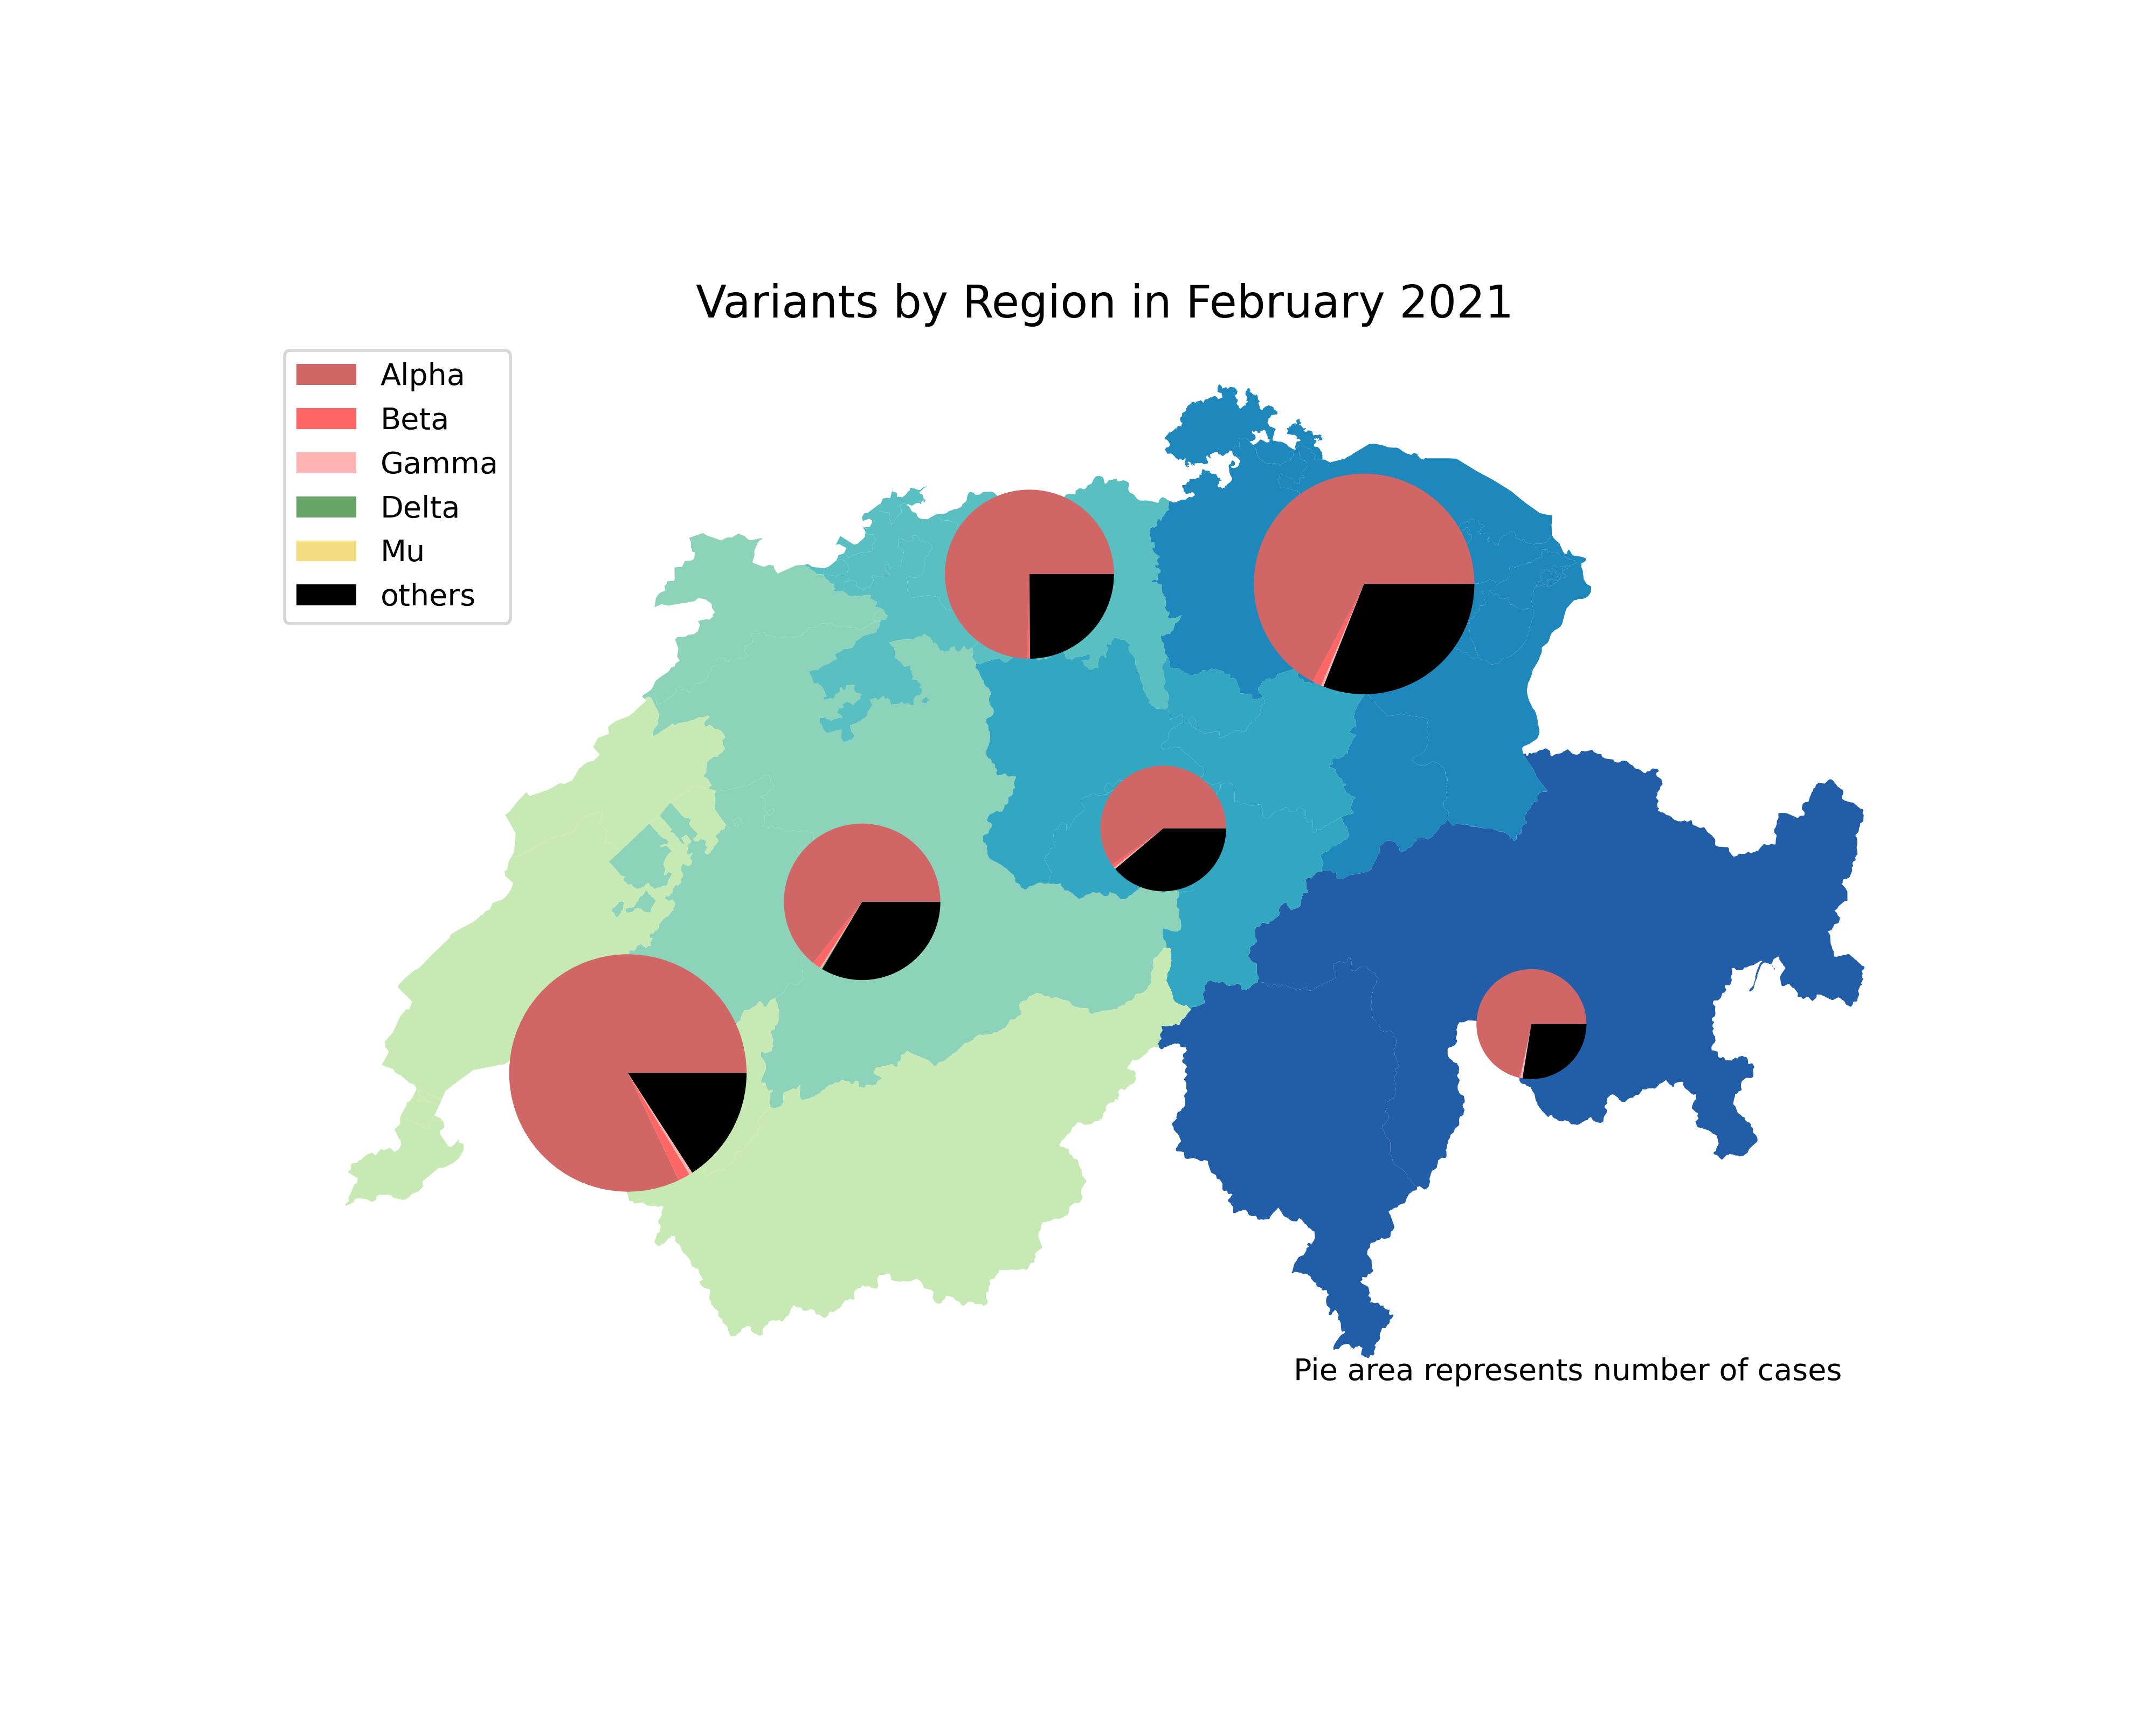 Variants by Region in February 2021
Alpha
Beta
Gamma
Delta
Mu
others
Pie area represents number of cases